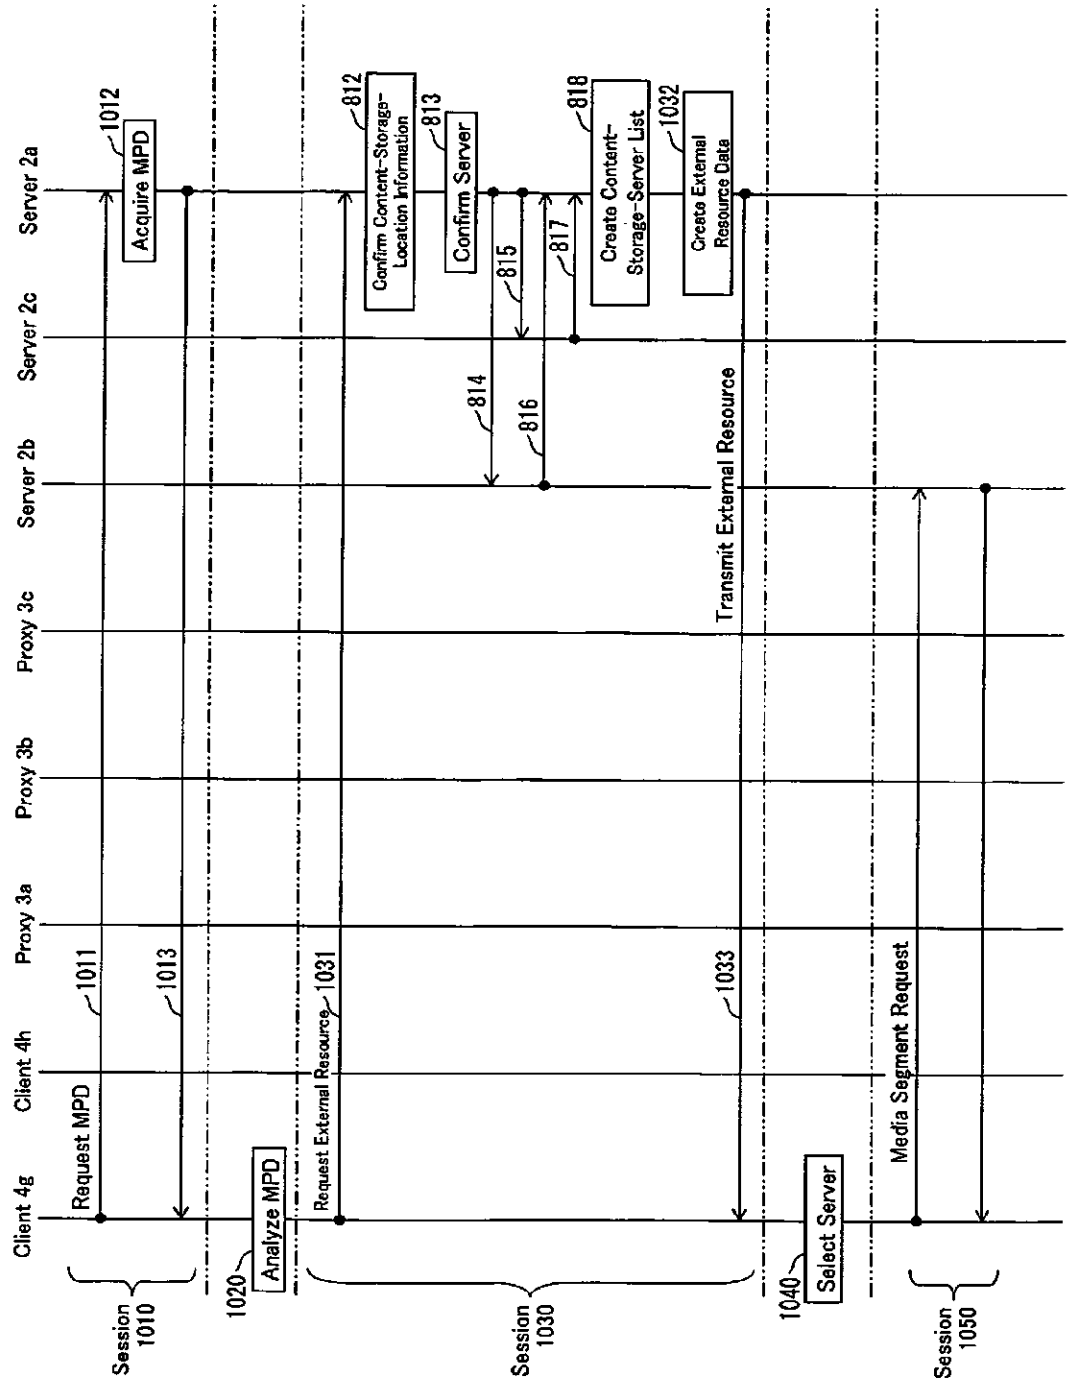 Client 4g
Client 4h
Proxy 3a
Proxy 3b
Proxy 3c
Server 2b
Server 2c
Server 2a
Session
1010
Request MPD
1011
1012
Acquire MPD
1013
1020
Analyze MPD
Session
1030
Request External Resource
1031
812
Confirm Content-Storage-
Location Information
813
Confirm Server
814
815
816
817
818
Create Content-
Storage-Server List
1032
Create External
Resource Data
Transmit External Resource
1033
1040
Select Server
Session
1050
Media Segment Request